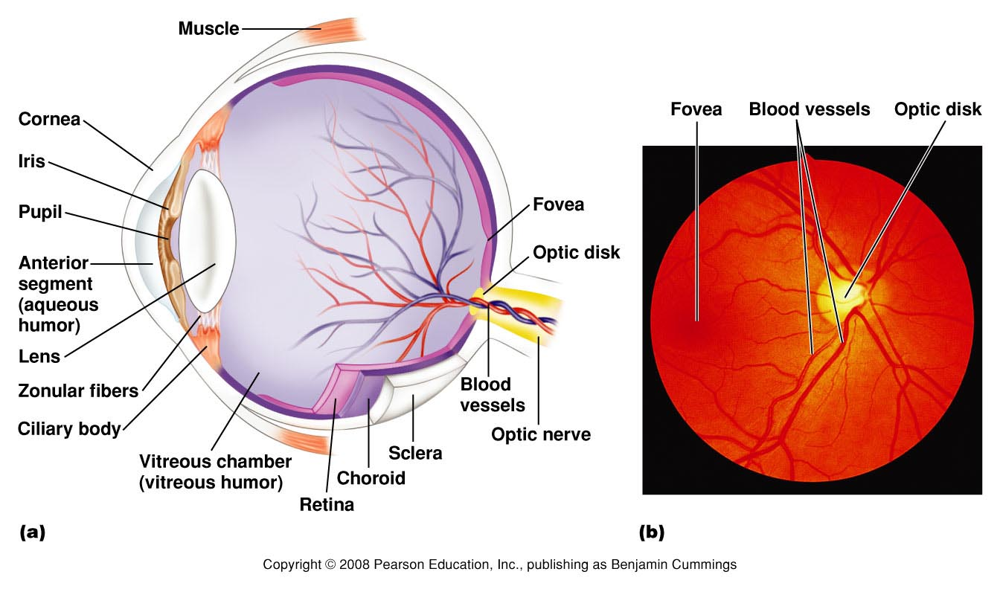 Muscle
Cornea
Iris
Pupil
Anterior
segment
(aqueous
humor)
Lens
Zonular fibers
Ciliary body
Vitreous chamber
(vitreous humor)
Retina
Choroid
Sclera
Blood
vessels
Optic nerve
Fovea
Optic disk
(a)
Fovea
Blood vessels
Optic disk
(b)
Copyright © 2008 Pearson Education, Inc., publishing as Benjamin Cummings